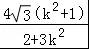 4√3 (k²+1)
2+3k²